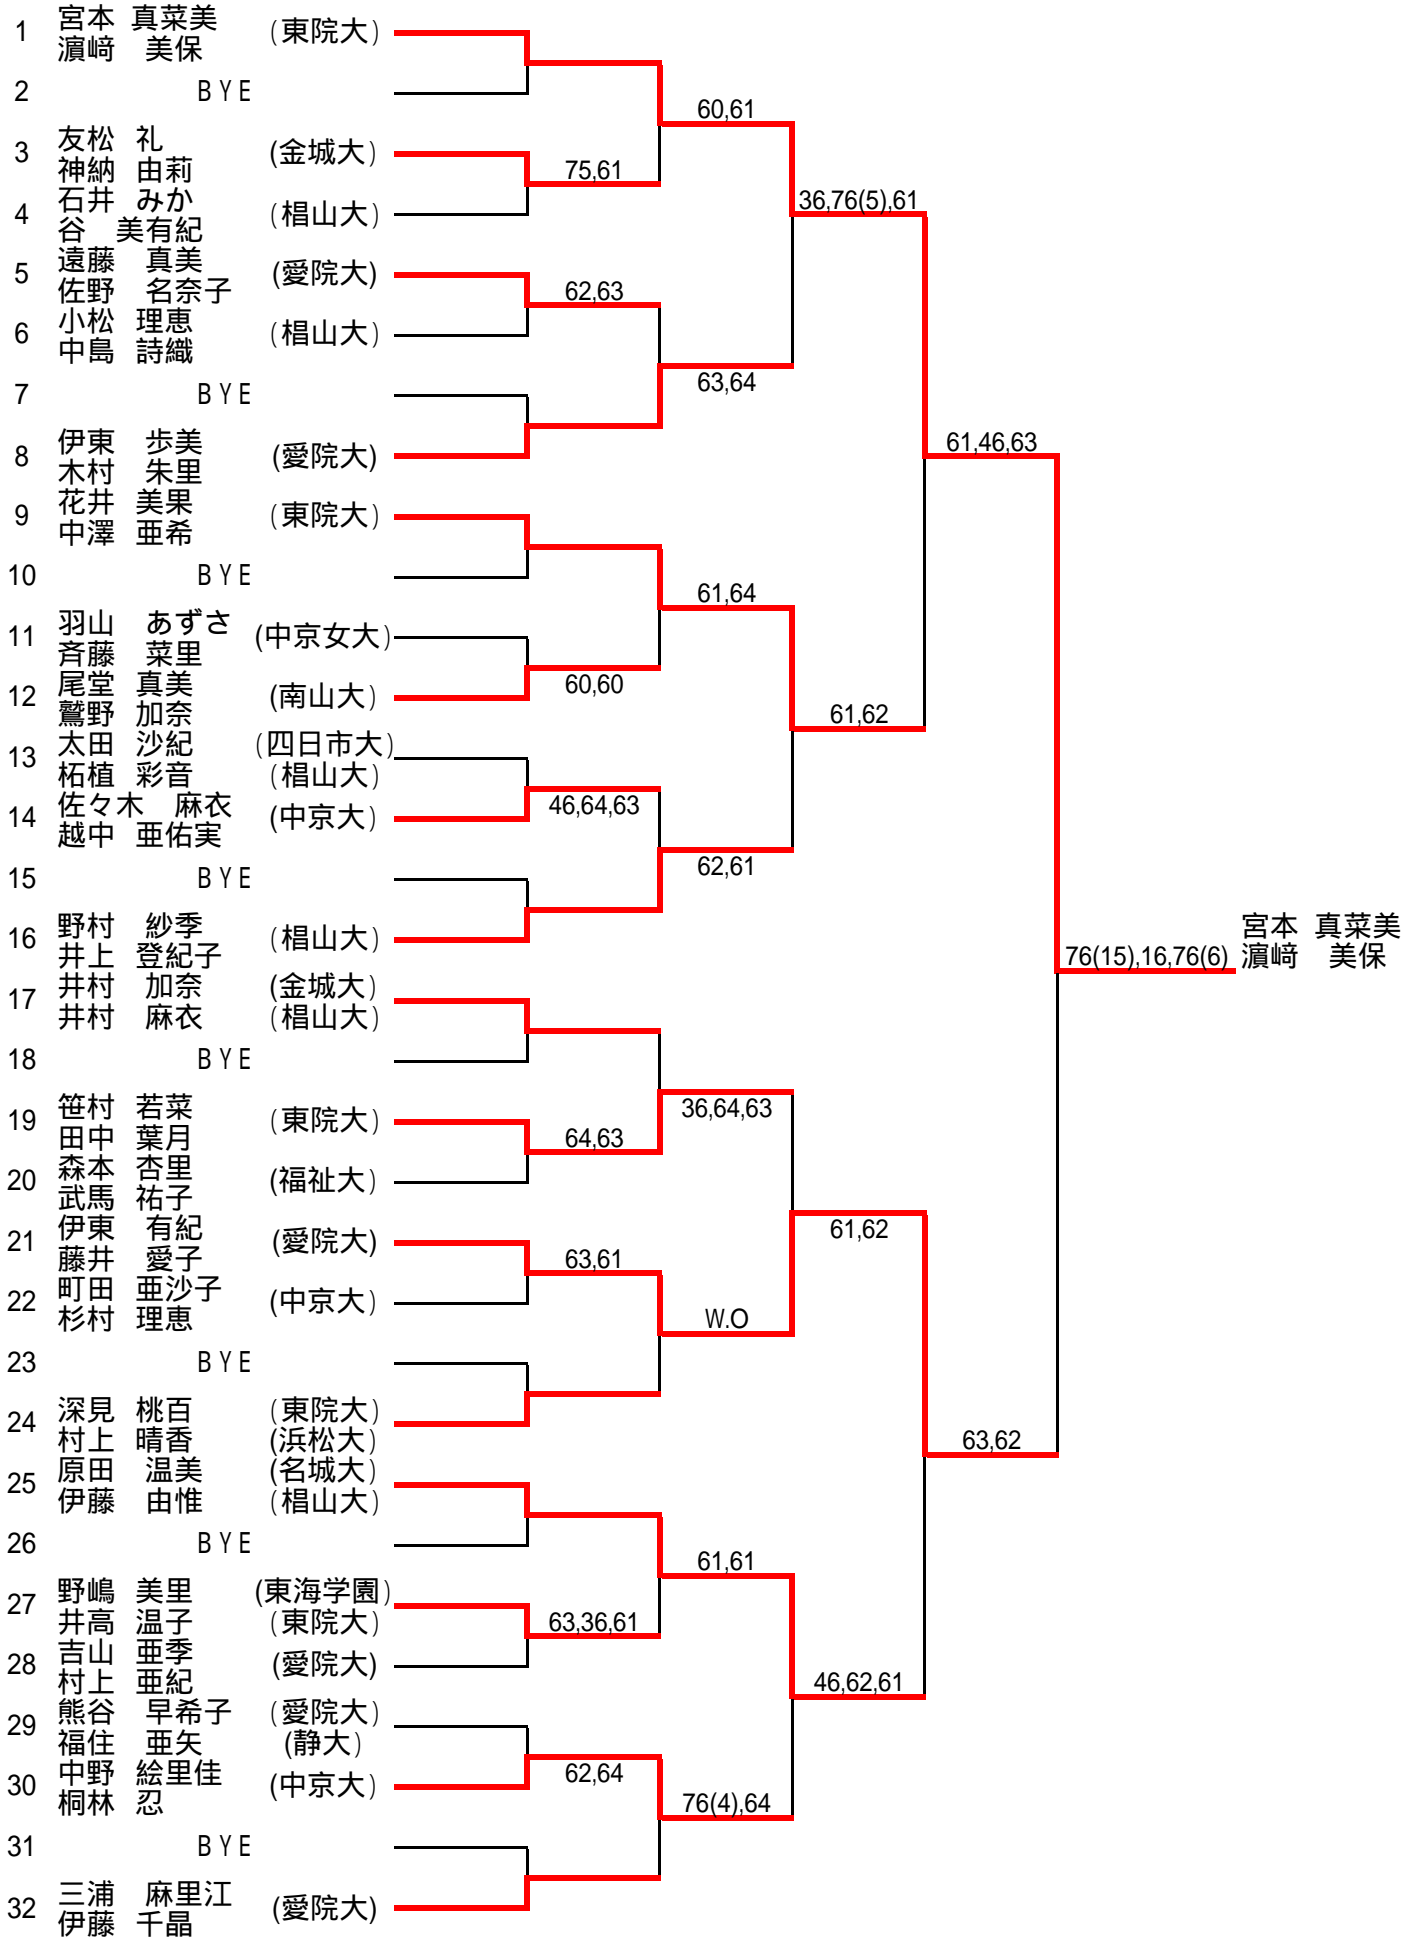 1 宮本 真菜美 (東院大)
濵﨑 美保
2 BYE
60,61
3 友松 礼 (金城大)
神納 由莉
75,61
4 石井 みか (椙山大)
谷 美有紀
36,76(5),61
5 遠藤 真美 (愛院大)
佐野 名奈子
62,63
6 小松 理恵 (椙山大)
中島 詩織
63,64
7 BYE
8 伊東 歩美 (愛院大)
木村 朱里
61,46,63
9 花井 美果 (東院大)
中澤 亜希
10 BYE
61,64
11 羽山 あずさ (中京女大)
斉藤 菜里
12 尾堂 真美 (南山大)
鷲野 加奈
60,60
61,62
13 太田 沙紀 (四日市大)
柘植 彩音 (椙山大)
14 佐々木 麻衣 (中京大)
越中 亜佑実
46,64,63
62,61
15 BYE
16 野村 紗季 (椙山大)
井上 登紀子
宮本 真菜美
濵﨑 美保
76(15),16,76(6)
17 井村 加奈 (金城大)
井村 麻衣 (椙山大)
18 BYE
36,64,63
19 笹村 若菜 (東院大)
田中 葉月
64,63
20 森本 杏里 (福祉大)
武馬 祐子
61,62
21 伊東 有紀 (愛院大)
藤井 愛子
63,61
22 町田 亜沙子 (中京大)
杉村 理恵
W.O
23 BYE
24 深見 桃百 (東院大)
村上 晴香 (浜松大)
63,62
25 原田 温美 (名城大)
伊藤 由惟 (椙山大)
26 BYE
61,61
27 野嶋 美里 (東海学園)
井高 温子 (東院大)
63,36,61
28 吉山 亜季 (愛院大)
村上 亜紀
46,62,61
29 熊谷 早希子 (愛院大)
福住 亜矢 (静大)
30 中野 絵里佳 (中京大)
桐林 忍
62,64
76(4),64
31 BYE
32 三浦 麻里江 (愛院大)
伊藤 千晶